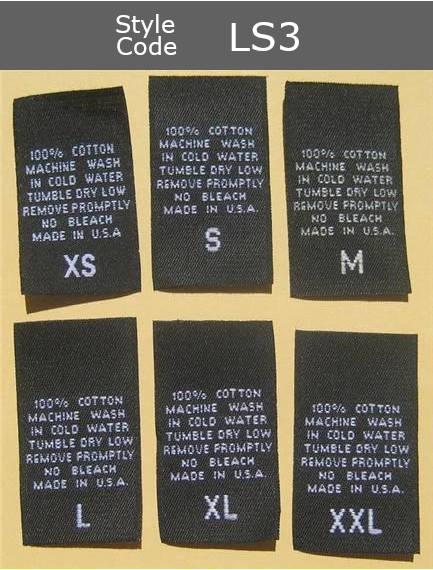 Style
Code
LS3
100% COTTON
MACHINE WASH
IN COLD WATER
TUMBLE DRY LOW
REMOVE PROMPTLY
NO BLEACH
MADE IN U.S.A
XS
100% COTTON
MACHINE WASH
IN COLD WATER
TUMBLE DRY LOW
REMOVE PROMPTLY
NO BLEACH
MADE IN U.S.A.
S
100% COTTON
MACHINE WASH
IN COLD WATER
TUMBLE DRY LOW
REMOVE PROMPTLY
NO BLEACH
MADE IN U.S.A.
M
100% COTTON
MACHINE WASH
IN COLD WATER
TUMBLE DRY LOW
REMOVE PROMPTLY
NO BLEACH
MADE IN U.S.A.
L
100% COTTON
MACHINE WASH
IN COLD WATER
TUMBLE DRY LOW
REMOVE PROMPTLY
NO BLEACH
MADE IN U.S.A.
XL
100% COTTON
MACHINE WASH
IN COLD WATER
TUMBLE DRY LOW
REMOVE PROMPTLY
NO BLEACH
MADE IN U.S.A.
XXL